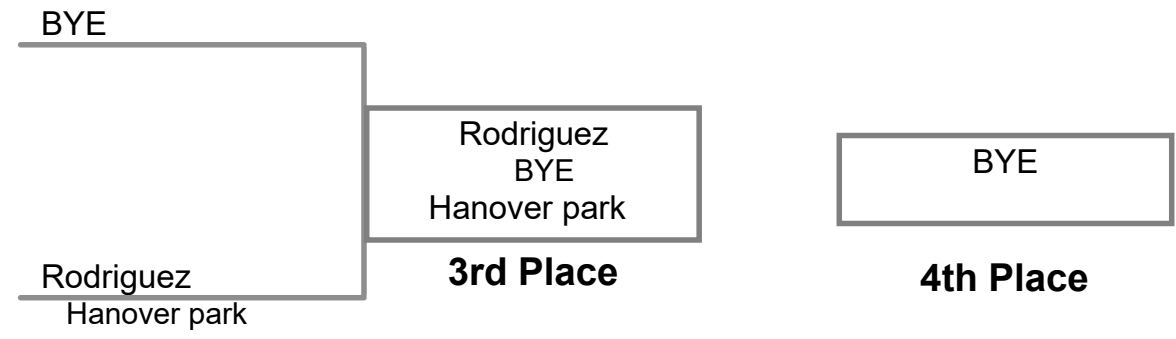 BYE
Rodriguez
BYE
Hanover park
3rd Place
BYE
4th Place
Rodriguez
Hanover park